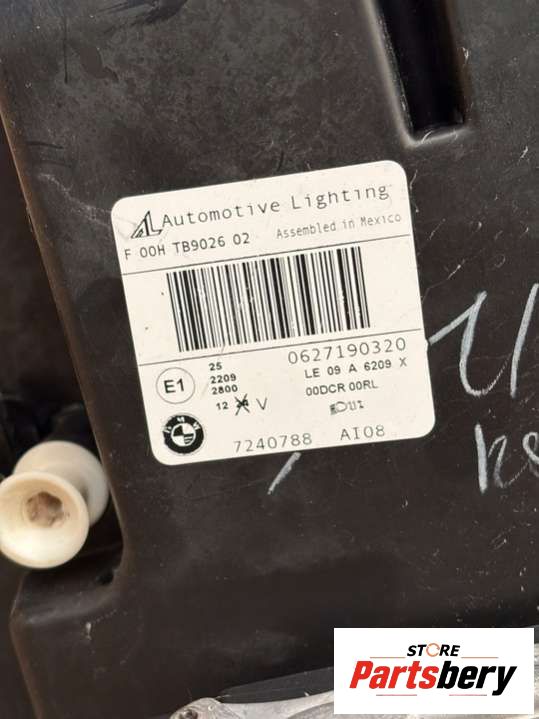 Automotive Lighting
F 00H TB9026 02 Assembled in Mexico
0627190320
E1 25 LE 09 A 6209 X
2209
2800 00DCR 00RL
12 V
7240788 AI08
STORE
Partsbery